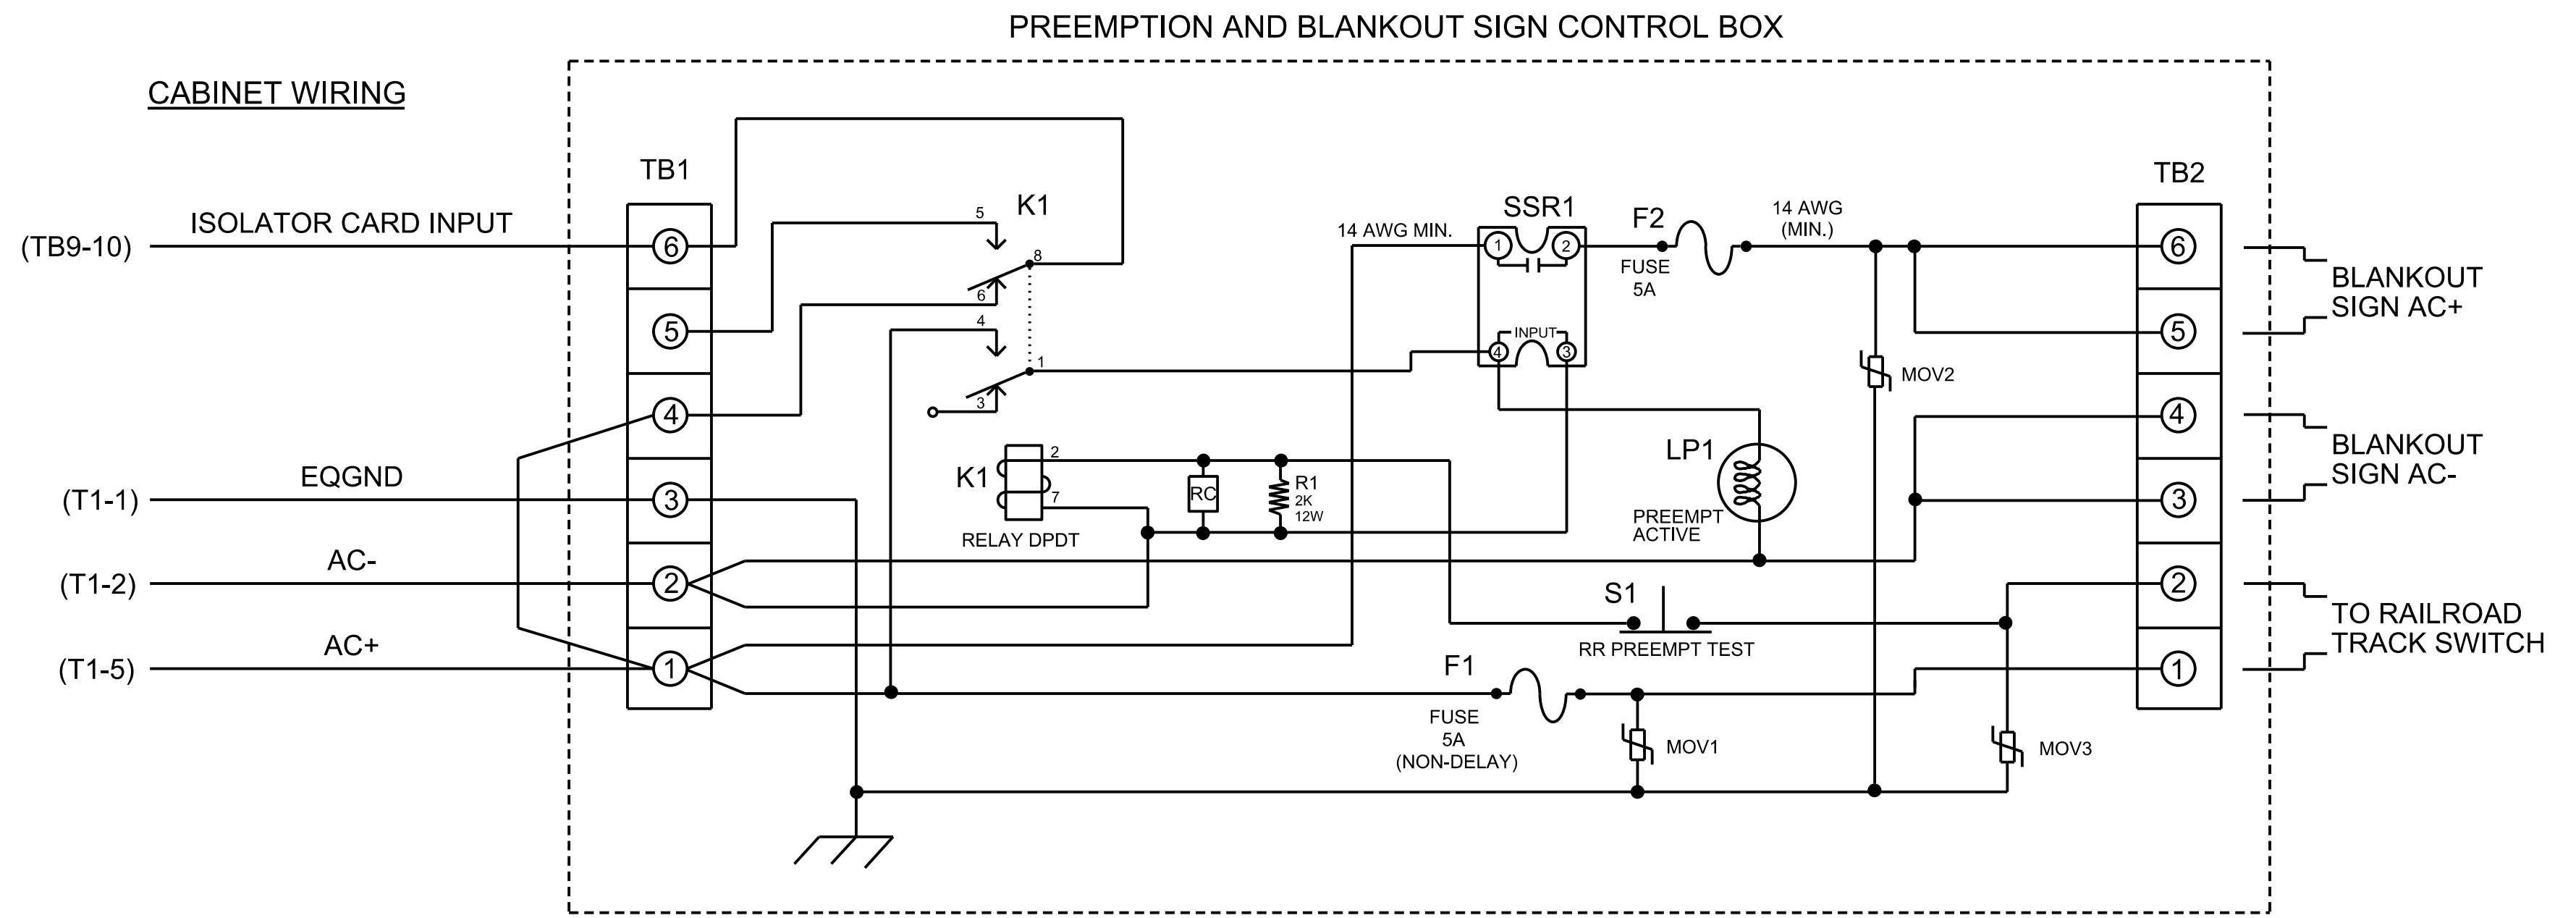 PREEMPTION AND BLANKOUT SIGN CONTROL BOX
CABINET WIRING
TB1
TB2
(TB9-10)
ISOLATOR CARD INPUT
(T1-1)
EQGND
(T1-2)
AC-
(T1-5)
AC+
6
5
4
3
2
1
K1
5
8
6
4
1
3
K1
2
7
RELAY DPDT
RC
R1
2K
12W
14 AWG MIN.
SSR1
1
2
INPUT
4
3
F2
FUSE
5A
14 AWG
(MIN.)
MOV2
LP1
PREEMPT
ACTIVE
S1
RR PREEMPT TEST
F1
FUSE
5A
(NON-DELAY)
MOV1
MOV3
6
5
4
3
2
1
BLANKOUT
SIGN AC+
BLANKOUT
SIGN AC-
TO RAILROAD
TRACK SWITCH